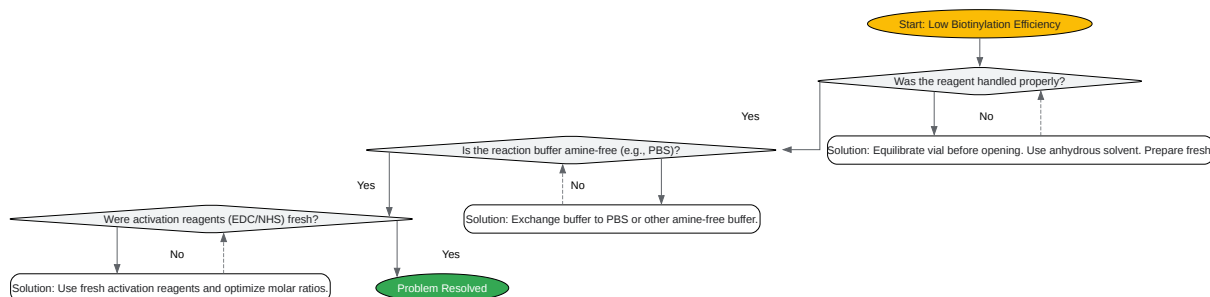 Start: Low Biotinylation Efficiency
Was the reagent handled properly?
Yes
No
Solution: Equilibrate vial before opening. Use anhydrous solvent. Prepare fresh
Is the reaction buffer amine-free (e.g., PBS)?
Yes
No
Solution: Exchange buffer to PBS or other amine-free buffer.
Were activation reagents (EDC/NHS) fresh?
No
Yes
Solution: Use fresh activation reagents and optimize molar ratios.
Problem Resolved